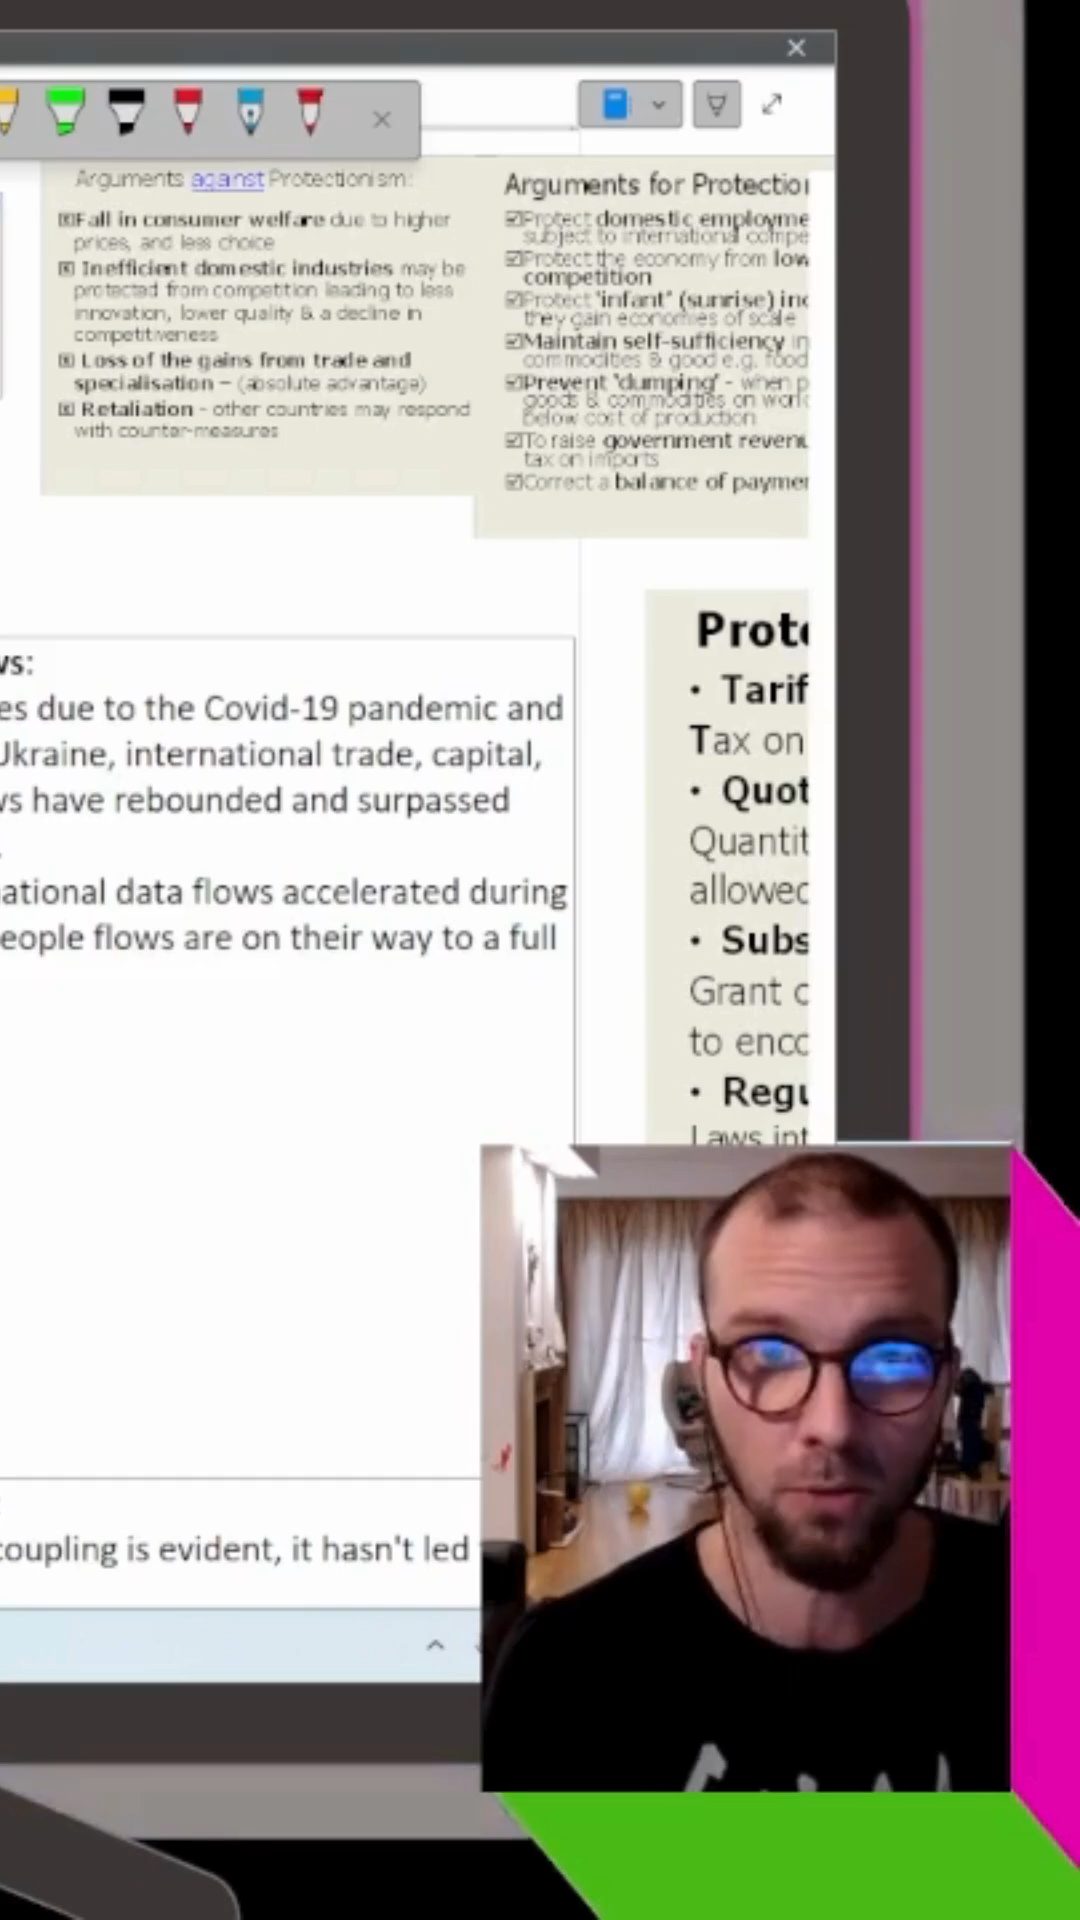 Arguments against Protectionism:
Fall in consumer welfare due to higher
prices, and less choice
Inefficient domestic industries may be
protected from competition leading to less
innovation, lower quality & a decline in
competitiveness
Loss of the gains from trade and
specialisation – (absolute advantage)
Retaliation - other countries may respond
with counter-measures
Arguments for Protectio
Protect domestic employme
subject to international compe
Protect the economy from low
competition
Protect 'infant' (sunrise) inc
they gain economies of scale
Maintain self-sufficiency in
commodities & good e.g. food
Prevent 'dumping' - when p
goods & commodities on worl
below cost of production
To raise government reven
tax on imports
Correct a balance of payme
ws:
es due to the Covid-19 pandemic and
Ukraine, international trade, capital,
ws have rebounded and surpassed
ational data flows accelerated during
eople flows are on their way to a full
coupling is evident, it hasn't led
Prote
• Tarif
Tax on
• Quot
Quantit
allowed
• Subs
Grant
to enco
• Regu
Laws int